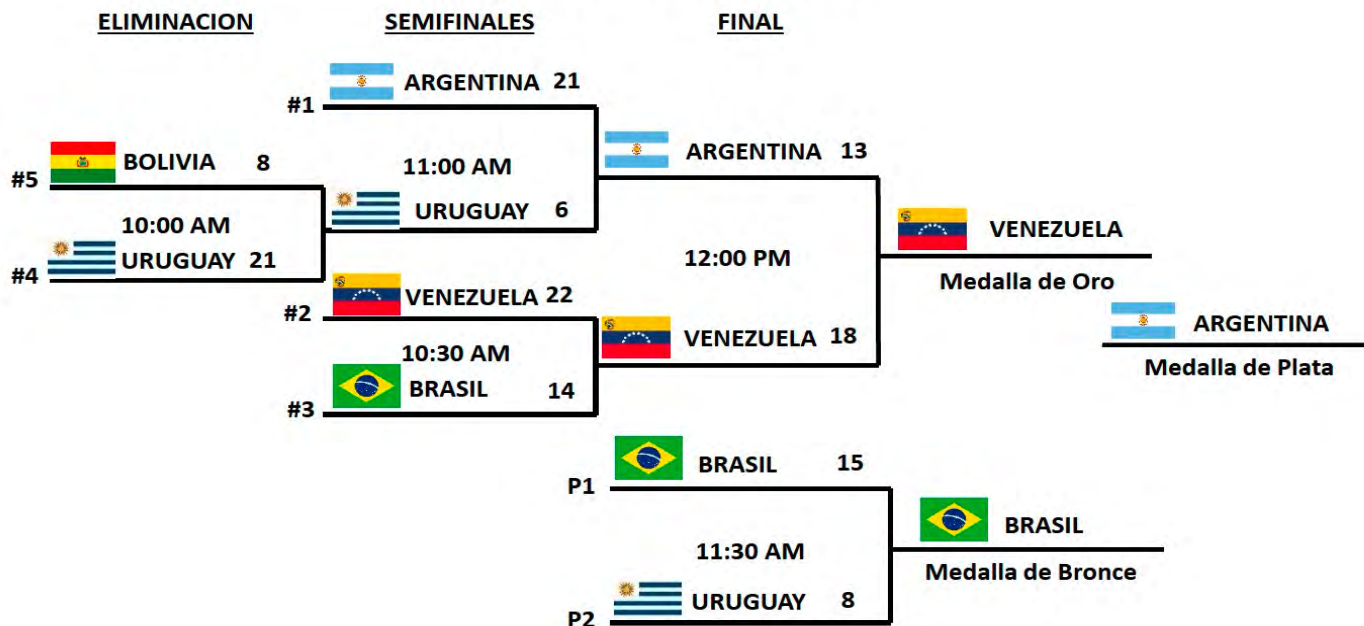 ELIMINACION SEMIFINALES FINAL
#1 ARGENTINA 21
#5 BOLIVIA 8
11:00 AM
ARGENTINA 13
10:00 AM
URUGUAY 6
#4 URUGUAY 21
12:00 PM
VENEZUELA
Medalla de Oro
#2 VENEZUELA 22
10:30 AM
VENEZUELA 18
ARGENTINA
Medalla de Plata
#3 BRASIL 14
P1 BRASIL 15
11:30 AM
BRASIL
Medalla de Bronce
P2 URUGUAY 8